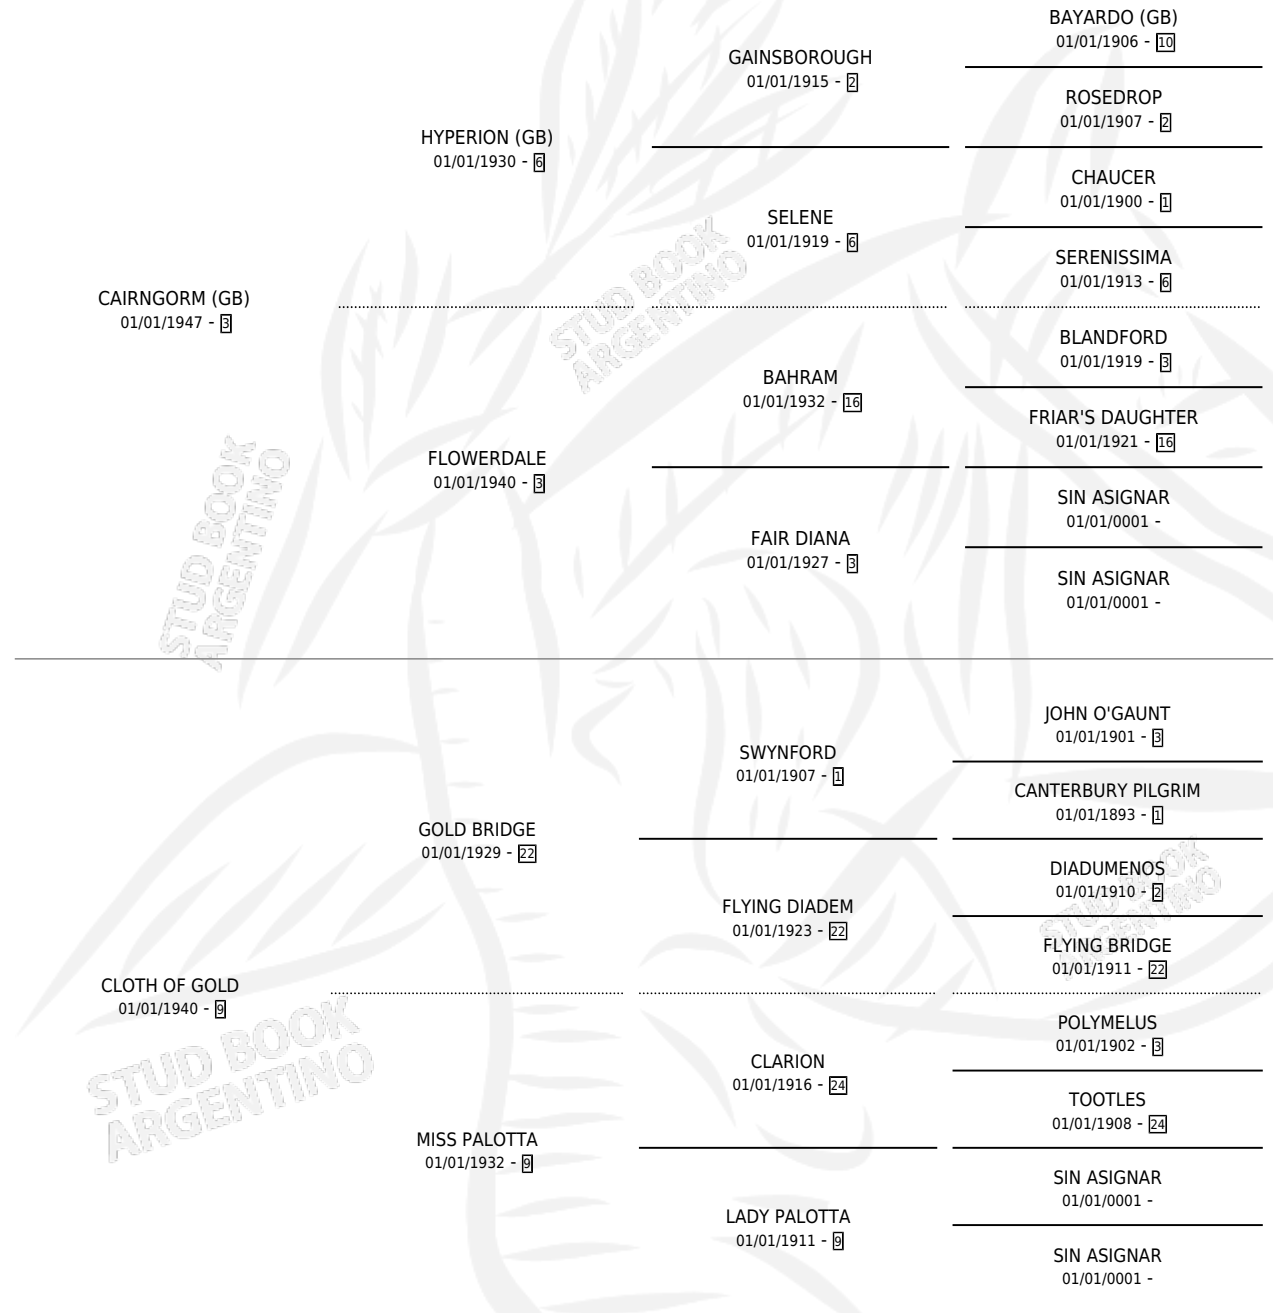 BAYARDO (GB)
01/01/1906 - 10
GAINSBOROUGH
01/01/1915 - 2
ROSEDROP
01/01/1907 - 2
HYPERION (GB)
01/01/1930 - 6
CHAUCER
01/01/1900 - 1
SELENE
01/01/1919 - 6
SERENISSIMA
01/01/1913 - 6
CAIRNGORM (GB)
01/01/1947 - 3
BLANDFORD
01/01/1919 - 3
BAHRAM
01/01/1932 - 16
FRIAR'S DAUGHTER
01/01/1921 - 16
FLOWERDALE
01/01/1940 - 3
SIN ASIGNAR
01/01/0001 -
FAIR DIANA
01/01/1927 - 3
SIN ASIGNAR
01/01/0001 -
JOHN O'GAUNT
01/01/1901 - 3
SWYNFORD
01/01/1907 - 1
CANTERBURY PILGRIM
01/01/1893 - 1
GOLD BRIDGE
01/01/1929 - 22
DIADUMENOS
01/01/1910 - 2
FLYING DIADEM
01/01/1923 - 22
FLYING BRIDGE
01/01/1911 - 22
CLOTH OF GOLD
01/01/1940 - 9
POLYMELUS
01/01/1902 - 3
CLARION
01/01/1916 - 24
TOOTLES
01/01/1908 - 24
MISS PALOTTA
01/01/1932 - 9
SIN ASIGNAR
01/01/0001 -
LADY PALOTTA
01/01/1911 - 9
SIN ASIGNAR
01/01/0001 -
STUD BOOK
ARGENTINO
STUD BOOK
ARGENTINO
STUD BOOK
ARGENTINO
STUD BOOK
ARGENTINO